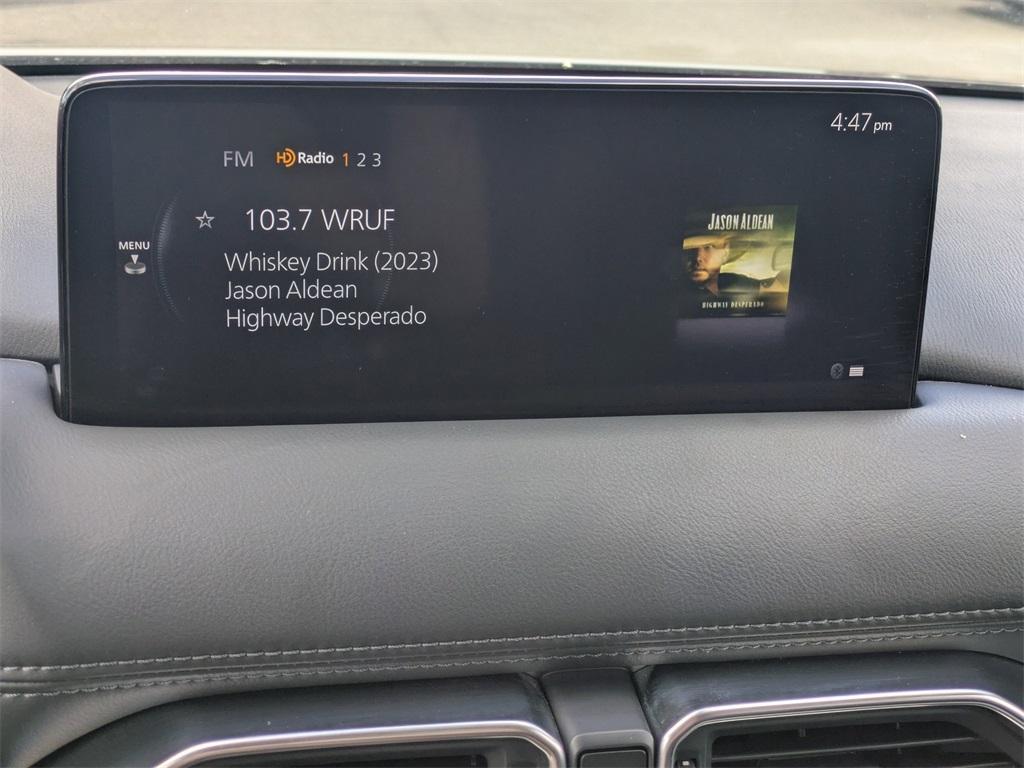 4:47 pm
FM HD Radio 1 2 3
103.7 WRUF
MENU
Whiskey Drink (2023)
Jason Aldean
Highway Desperado
JASON ALDEAN
HIGHWAY DESPERADO